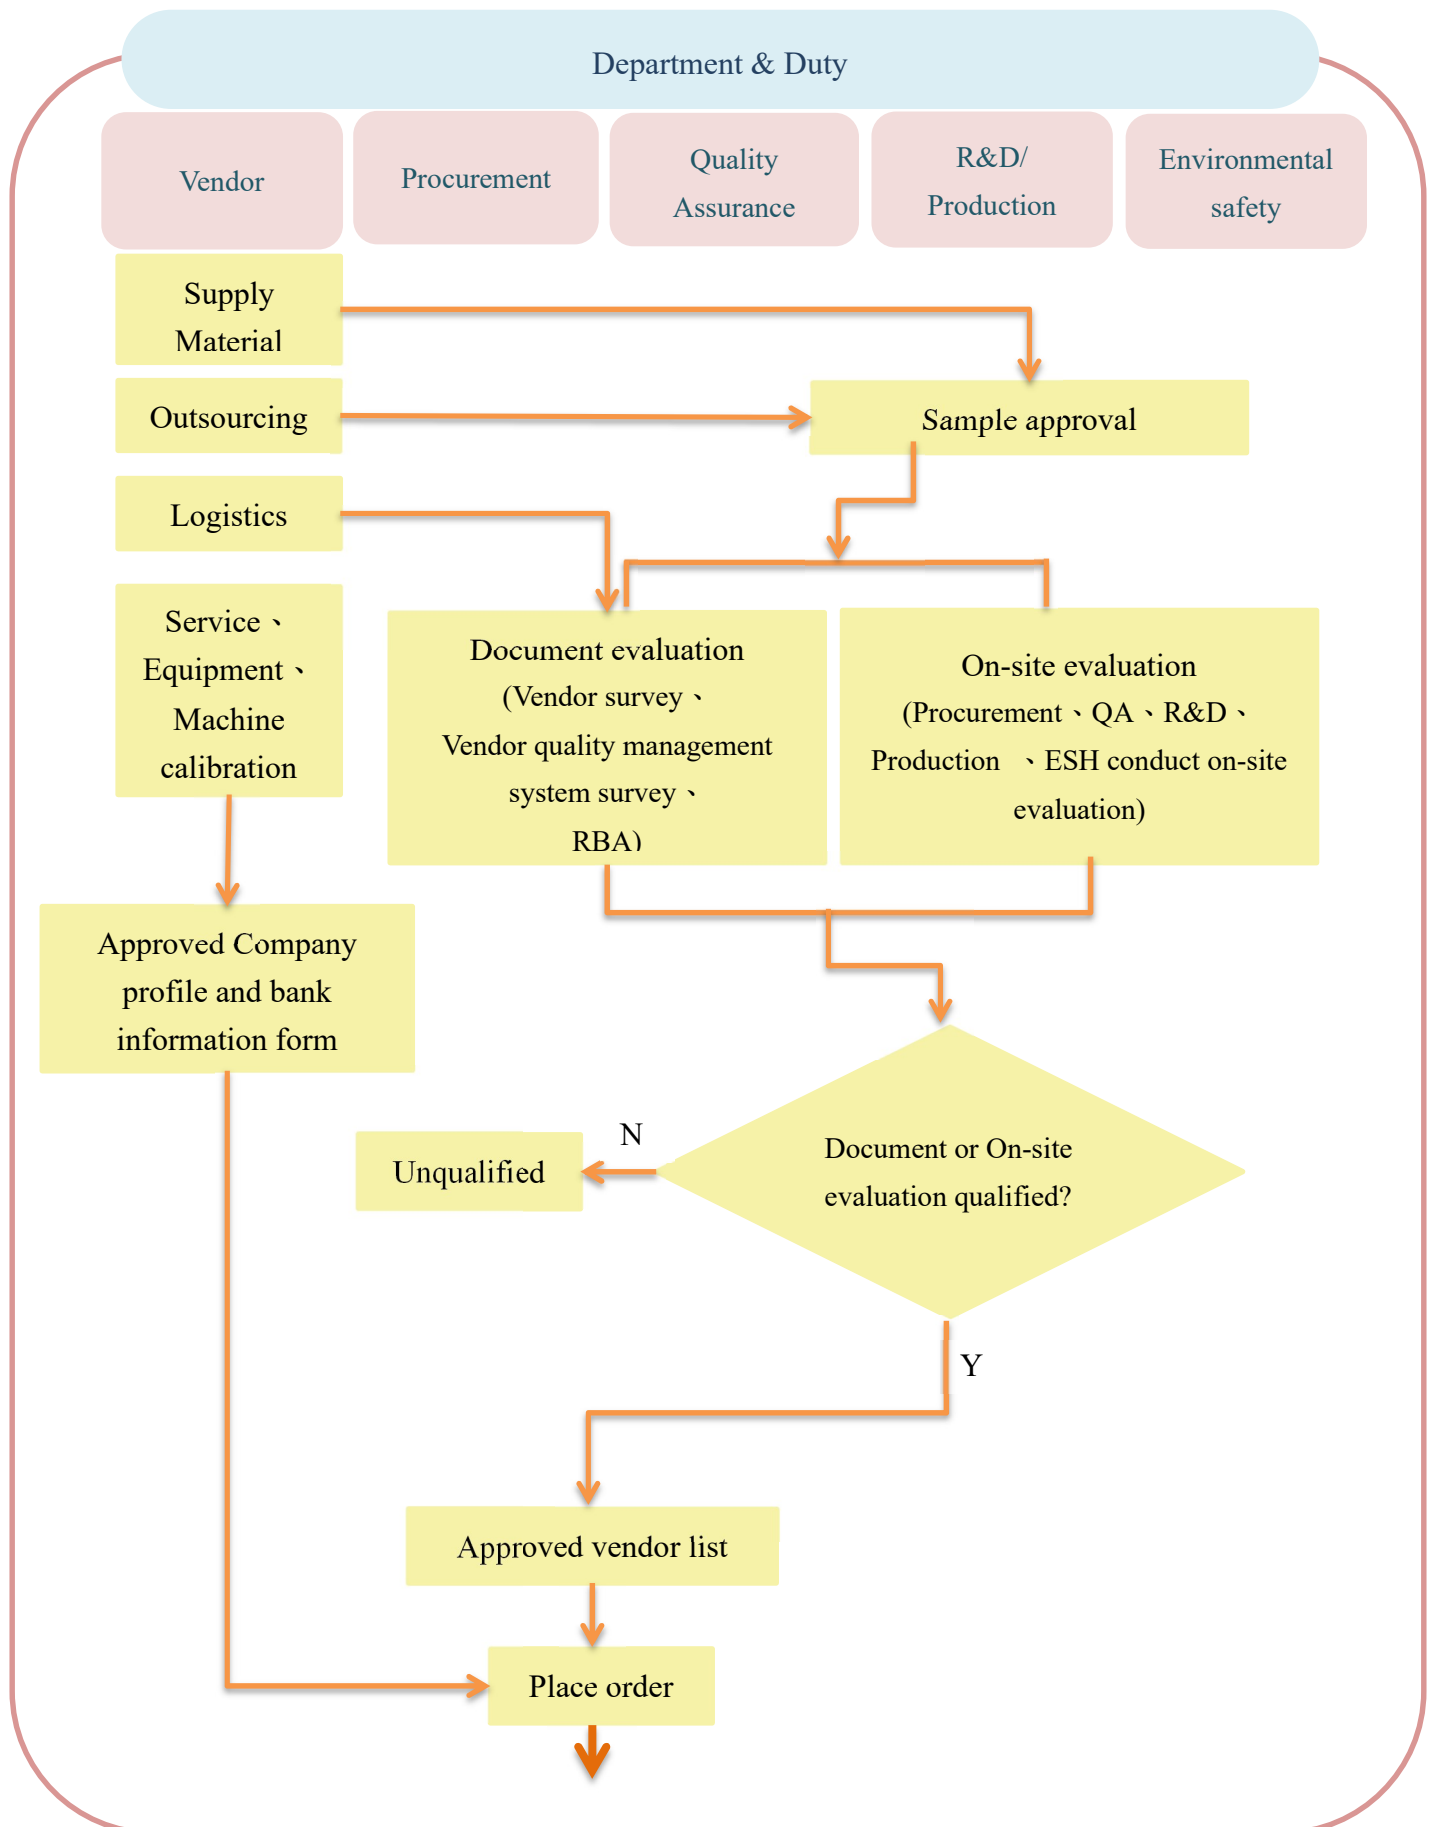 Department & Duty
Vendor
Procurement
Quality
Assurance
R&D/
Production
Environmental
safety
Supply
Material
Outsourcing
Sample approval
Logistics
Service、
Equipment、
Machine
calibration
Document evaluation
(Vendor survey、
Vendor quality management
system survey、
RBA)
On-site evaluation
(Procurement、QA、R&D、
Production 、ESH conduct on-site
evaluation)
Approved Company
profile and bank
information form
N
Unqualified
Document or On-site
evaluation qualified?
Y
Approved vendor list
Place order